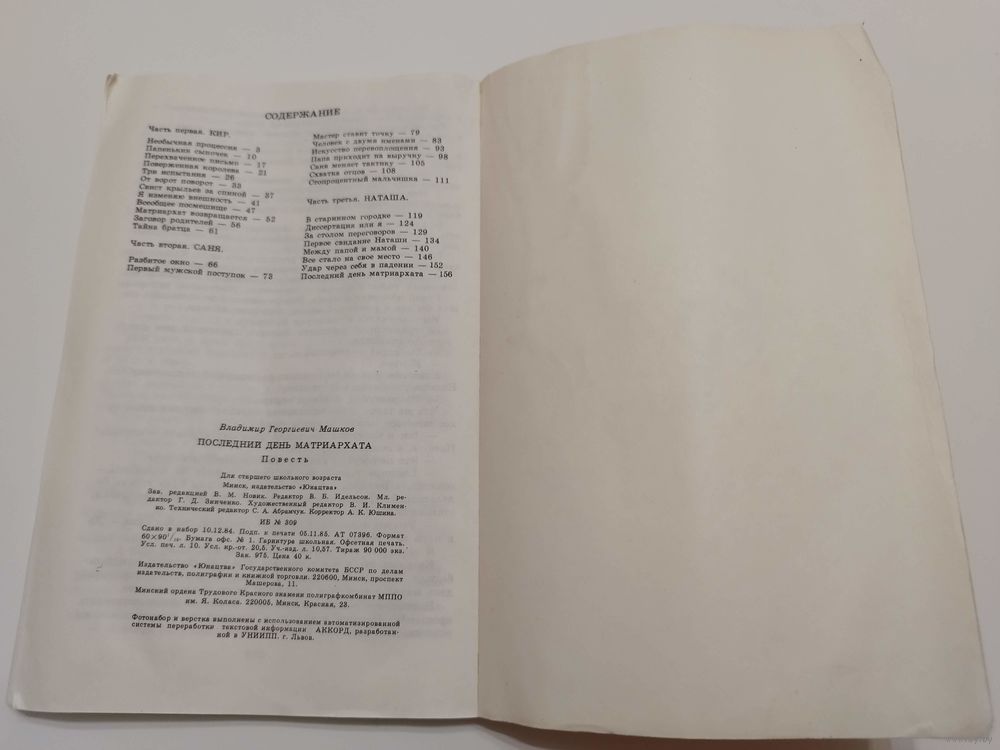 СОДЕРЖАНИЕ
Часть первая. КИР.
Необычная процессия — 3
Папенькин сыночек — 10
Перехваченное письмо — 17
Поверженная королева — 21
Три испытания — 26
От ворот поворот — 33
Свист крыльев за спиной — 37
Я изменяю внешность — 41
Всеобщее посмешище — 47
Матриархат возвращается — 52
Заговор родителей — 56
Тайна братца — 61
Часть вторая. САНЯ.
Разбитое окно — 66
Первый мужской поступок — 73
Мастер ставит точку — 79
Человек с двумя именами — 83
Искусство перевоплощения — 93
Папа приходит на выручку — 98
Саня меняет тактику — 105
Схватка отцов — 108
Стопроцентный мальчишка — 111
Часть третья. НАТАША.
В старинном городке — 119
Диссертация или я — 124
За столом переговоров — 129
Первое свидание Наташи — 134
Между папой и мамой — 140
Все стало на свое место — 146
Удар через себя в падении — 152
Последний день матриархата — 156
Владимир Георгиевич Машков
ПОСЛЕДНИЙ ДЕНЬ МАТРИАРХАТА
Повесть
Для старшего школьного возраста
Минск, издательство «Юнацтва»
Зав. редакцией В. М. Новик. Редактор В. Б. Идельсон. Мл. ре-
дактор Г. Д. Зинченко. Художественный редактор В. И. Климен-
ко. Технический редактор С. А. Абрамчук. Корректор А. К. Юшина.
ИБ № 309
Сдано в набор 10.12.84. Подп. к печати 05.11.85. АТ 07396. Формат
60×90¹/₁₆. Бумага офс. № 1. Гарнитура школьная. Офсетная печать.
Усл. печ. л. 10. Усл. кр.-от. 20,5. Уч.-изд. л. 10,57. Тираж 90 000 экз.
Зак. 975. Цена 40 к.
Издательство «Юнацтва» Государственного комитета БССР по делам
издательств, полиграфии и книжной торговли. 220600, Минск, проспект
Машерова, 11.
Минский ордена Трудового Красного знамени полиграфкомбинат МППО
им. Я. Коласа. 220005, Минск, Красная, 23.
Фотонабор и верстка выполнены с использованием автоматизированной
системы переработки текстовой информации АККОРД, разработан-
ной в УНИИПП. г. Львов.